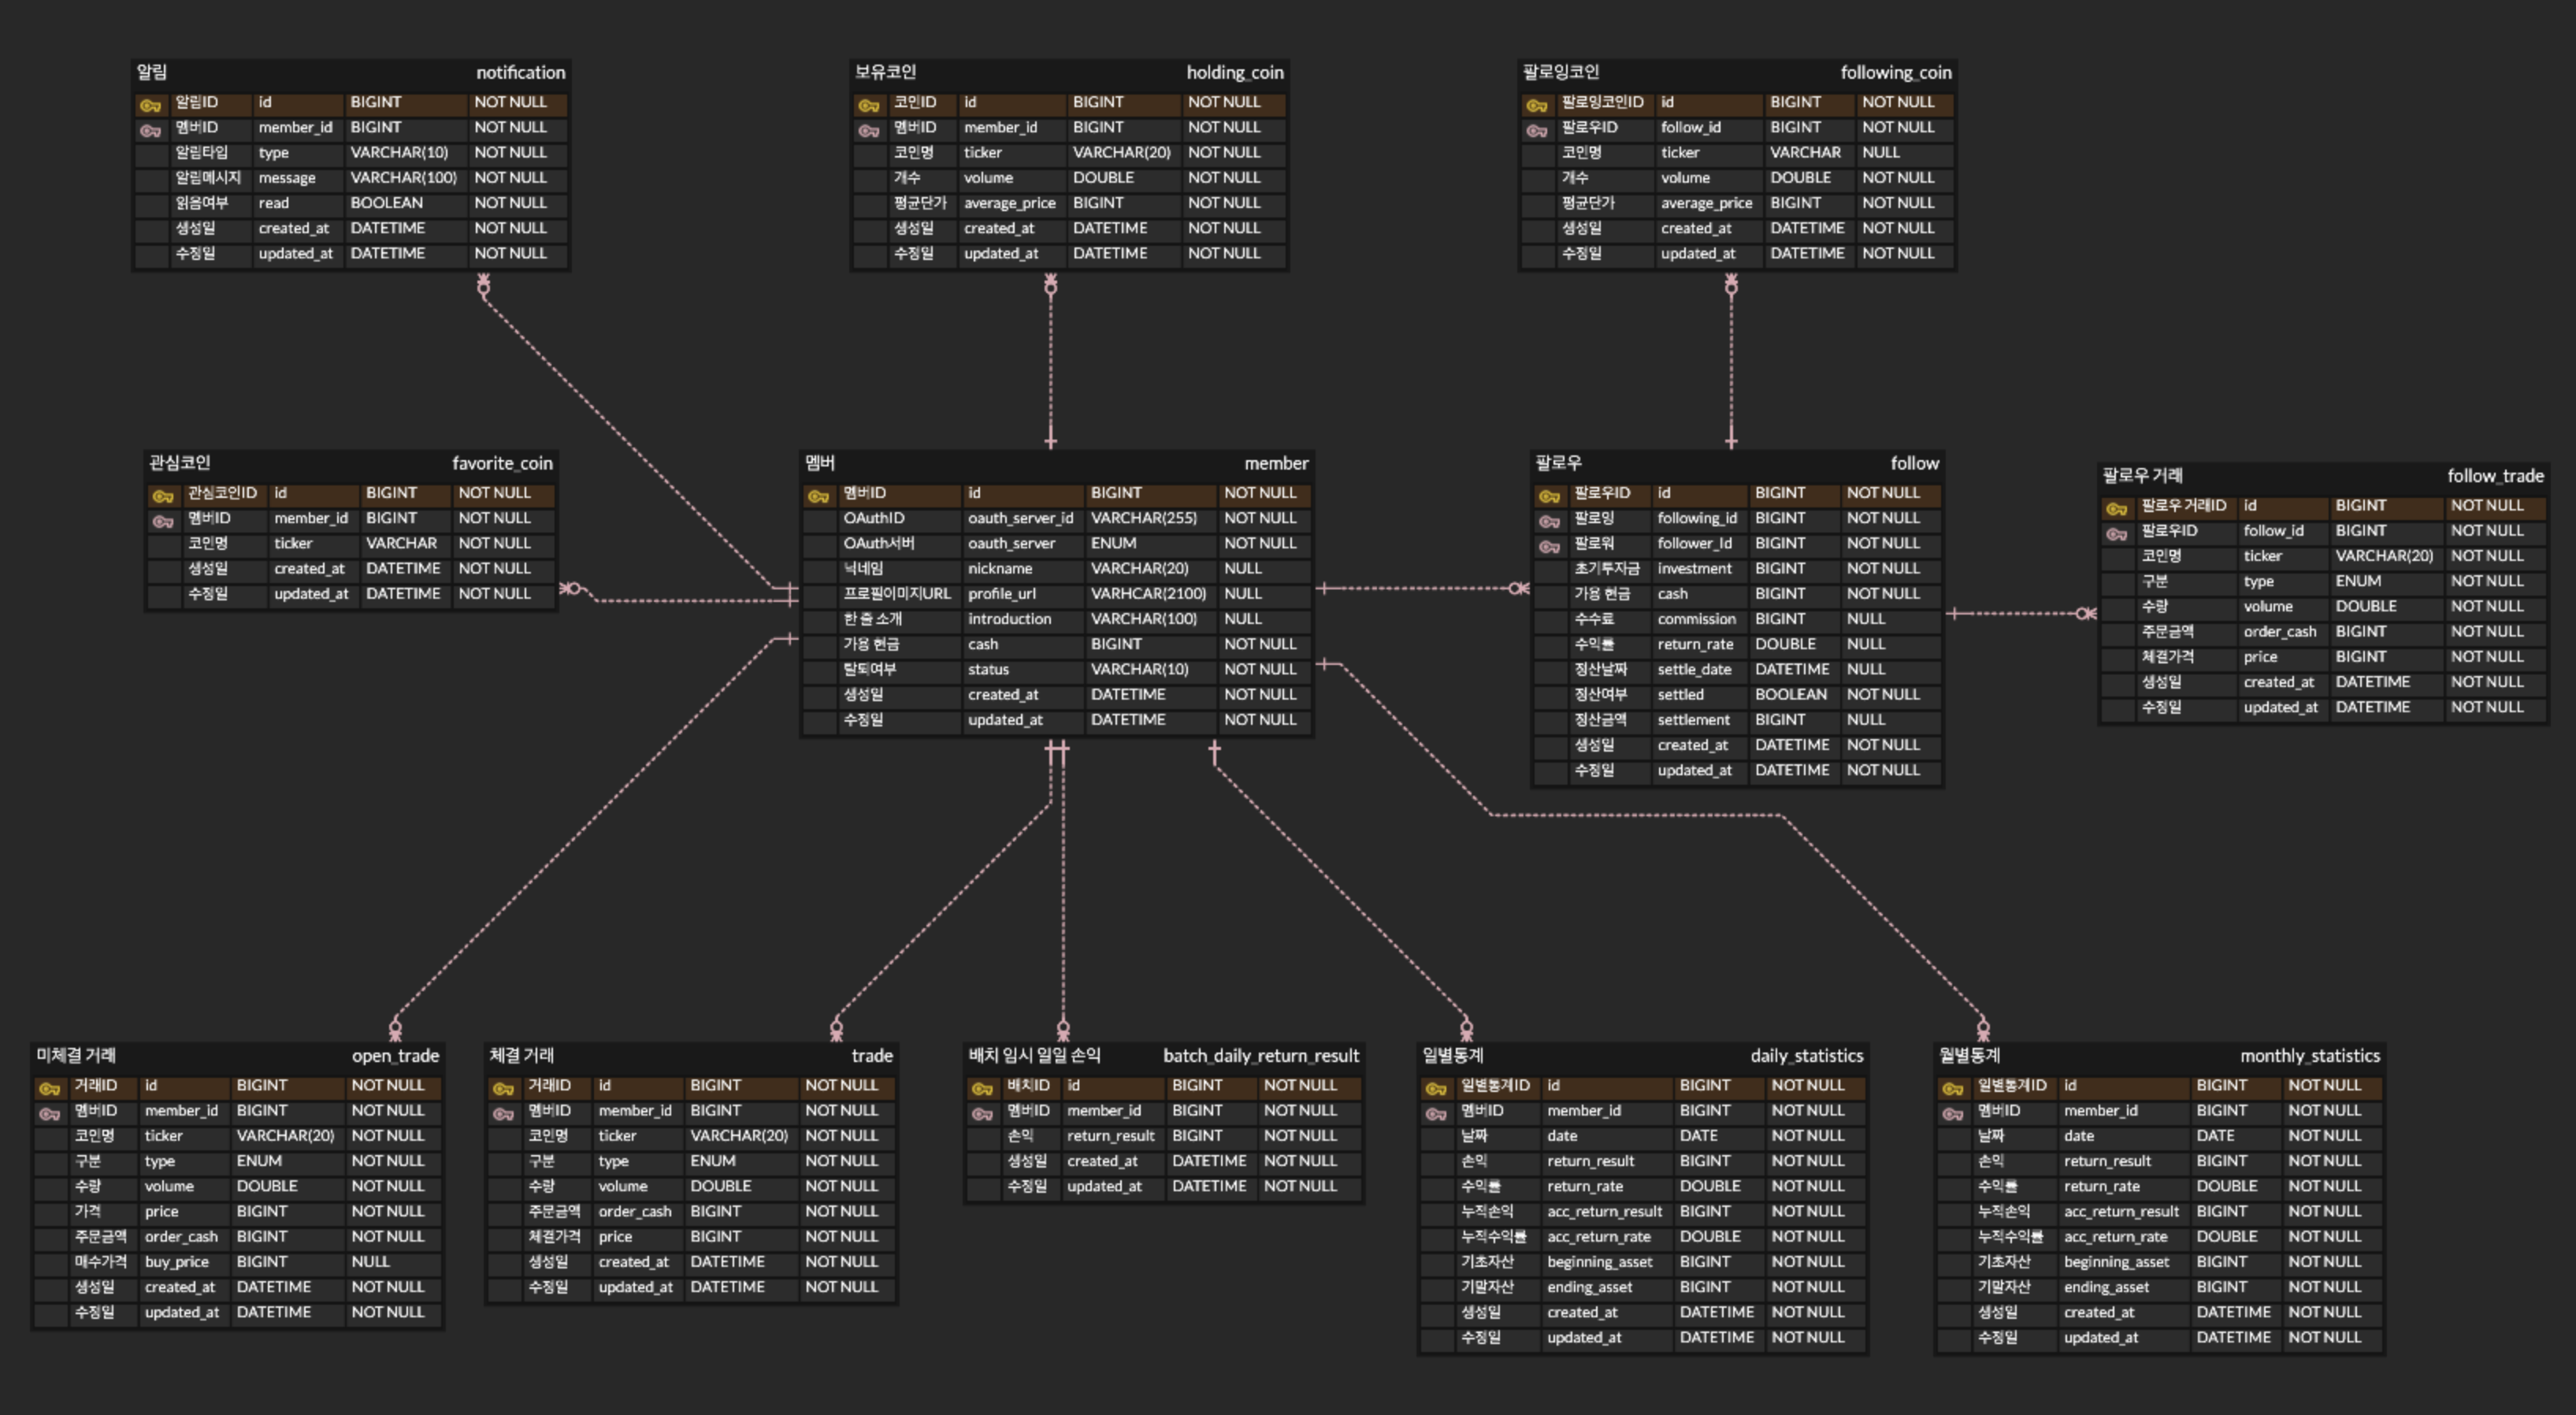 알림 notification
알림ID id BIGINT NOT NULL
멤버ID member_id BIGINT NOT NULL
알림타입 type VARCHAR(10) NOT NULL
알림메시지 message VARCHAR(100) NOT NULL
읽음여부 read BOOLEAN NOT NULL
생성일 created_at DATETIME NOT NULL
수정일 updated_at DATETIME NOT NULL
보유코인 holding_coin
코인ID id BIGINT NOT NULL
멤버ID member_id BIGINT NOT NULL
코인명 ticker VARCHAR(20) NOT NULL
개수 volume DOUBLE NOT NULL
평균단가 average_price BIGINT NOT NULL
생성일 created_at DATETIME NOT NULL
수정일 updated_at DATETIME NOT NULL
팔로잉코인 following_coin
팔로잉코인ID id BIGINT NOT NULL
팔로우ID follow_id BIGINT NOT NULL
코인명 ticker VARCHAR NULL
개수 volume DOUBLE NOT NULL
평균단가 average_price BIGINT NOT NULL
생성일 created_at DATETIME NOT NULL
수정일 updated_at DATETIME NOT NULL
관심코인 favorite_coin
관심코인ID id BIGINT NOT NULL
멤버ID member_id BIGINT NOT NULL
코인명 ticker VARCHAR NOT NULL
생성일 created_at DATETIME NOT NULL
수정일 updated_at DATETIME NOT NULL
멤버 member
멤버ID id BIGINT NOT NULL
OAuthID oauth_server_id VARCHAR(255) NOT NULL
OAuth서버 oauth_server ENUM NOT NULL
닉네임 nickname VARCHAR(20) NULL
프로필이미지URL profile_url VARHCAR(2100) NULL
한 줄 소개 introduction VARCHAR(100) NULL
가용 현금 cash BIGINT NOT NULL
탈퇴여부 status VARCHAR(10) NOT NULL
생성일 created_at DATETIME NOT NULL
수정일 updated_at DATETIME NOT NULL
팔로우 follow
팔로우ID id BIGINT NOT NULL
팔로잉 following_id BIGINT NOT NULL
팔로워 follower_Id BIGINT NOT NULL
초기투자금 investment BIGINT NOT NULL
가용 현금 cash BIGINT NOT NULL
수수료 commission BIGINT NULL
수익률 return_rate DOUBLE NULL
정산날짜 settle_date DATETIME NULL
정산여부 settled BOOLEAN NOT NULL
정산금액 settlement BIGINT NULL
생성일 created_at DATETIME NOT NULL
수정일 updated_at DATETIME NOT NULL
팔로우 거래 follow_trade
팔로우 거래ID id BIGINT NOT NULL
팔로우ID follow_id BIGINT NOT NULL
코인명 ticker VARCHAR(20) NOT NULL
구분 type ENUM NOT NULL
수량 volume DOUBLE NOT NULL
주문금액 order_cash BIGINT NOT NULL
체결가격 price BIGINT NOT NULL
생성일 created_at DATETIME NOT NULL
수정일 updated_at DATETIME NOT NULL
미체결 거래 open_trade
거래ID id BIGINT NOT NULL
멤버ID member_id BIGINT NOT NULL
코인명 ticker VARCHAR(20) NOT NULL
구분 type ENUM NOT NULL
수량 volume DOUBLE NOT NULL
가격 price BIGINT NOT NULL
주문금액 order_cash BIGINT NOT NULL
매수가격 buy_price BIGINT NULL
생성일 created_at DATETIME NOT NULL
수정일 updated_at DATETIME NOT NULL
체결 거래 trade
거래ID id BIGINT NOT NULL
멤버ID member_id BIGINT NOT NULL
코인명 ticker VARCHAR(20) NOT NULL
구분 type ENUM NOT NULL
수량 volume DOUBLE NOT NULL
주문금액 order_cash BIGINT NOT NULL
체결가격 price BIGINT NOT NULL
생성일 created_at DATETIME NOT NULL
수정일 updated_at DATETIME NOT NULL
배치 임시 일일 손익 batch_daily_return_result
배치ID id BIGINT NOT NULL
멤버ID member_id BIGINT NOT NULL
손익 return_result BIGINT NOT NULL
생성일 created_at DATETIME NOT NULL
수정일 updated_at DATETIME NOT NULL
일별통계 daily_statistics
일별통계ID id BIGINT NOT NULL
멤버ID member_id BIGINT NOT NULL
날짜 date DATE NOT NULL
손익 return_result BIGINT NOT NULL
수익률 return_rate DOUBLE NOT NULL
누적손익 acc_return_result BIGINT NOT NULL
누적수익률 acc_return_rate DOUBLE NOT NULL
기초자산 beginning_asset BIGINT NOT NULL
기말자산 ending_asset BIGINT NOT NULL
생성일 created_at DATETIME NOT NULL
수정일 updated_at DATETIME NOT NULL
월별통계 monthly_statistics
일별통계ID id BIGINT NOT NULL
멤버ID member_id BIGINT NOT NULL
날짜 date DATE NOT NULL
손익 return_result BIGINT NOT NULL
수익률 return_rate DOUBLE NOT NULL
누적손익 acc_return_result BIGINT NOT NULL
누적수익률 acc_return_rate DOUBLE NOT NULL
기초자산 beginning_asset BIGINT NOT NULL
기말자산 ending_asset BIGINT NOT NULL
생성일 created_at DATETIME NOT NULL
수정일 updated_at DATETIME NOT NULL